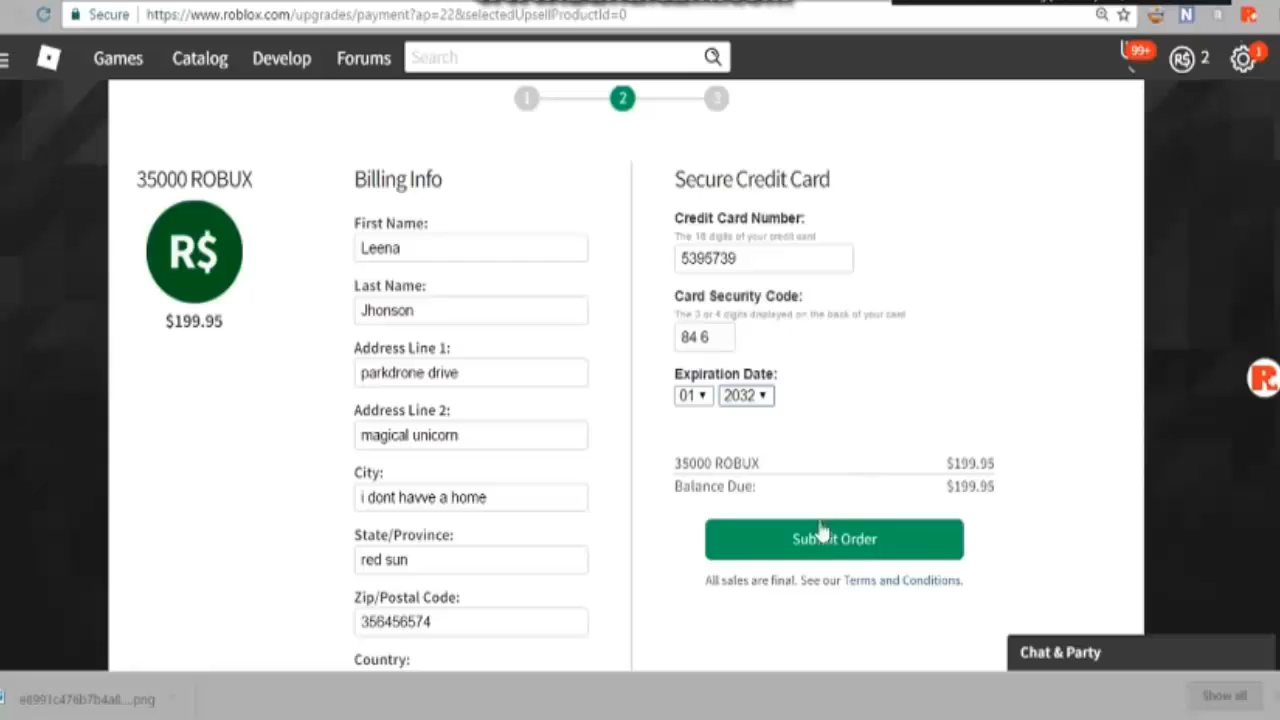 Secure https://www.roblox.com/upgrades/payment?ap=22&selectedUpsellProductId=0
N
Games Catalog Develop Forums Search 99+ R$ 2 1
1 2 3
35000 ROBUX
R$
$199.95
Billing Info
First Name:
Leena
Last Name:
Jhonson
Address Line 1:
parkdrone drive
Address Line 2:
magical unicorn
City:
i dont havve a home
State/Province:
red sun
Zip/Postal Code:
356456574
Country:
Secure Credit Card
Credit Card Number:
The 16 digits of your credit card
5395739
Card Security Code:
The 3 or 4 digits displayed on the back of your card
84 6
Expiration Date:
01 2032
35000 ROBUX $199.95
Balance Due: $199.95
Submit Order
All sales are final. See our Terms and Conditions.
R
Chat & Party
Show all